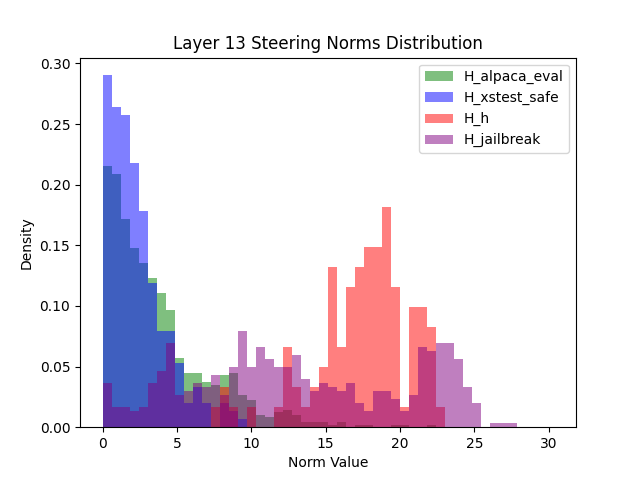 Layer 13 Steering Norms Distribution
0.30
0.25
0.20
0.15
0.10
0.05
0.00
Density
H_alpaca_eval
H_xstest_safe
H_h
H_jailbreak
0 5 10 15 20 25 30
Norm Value